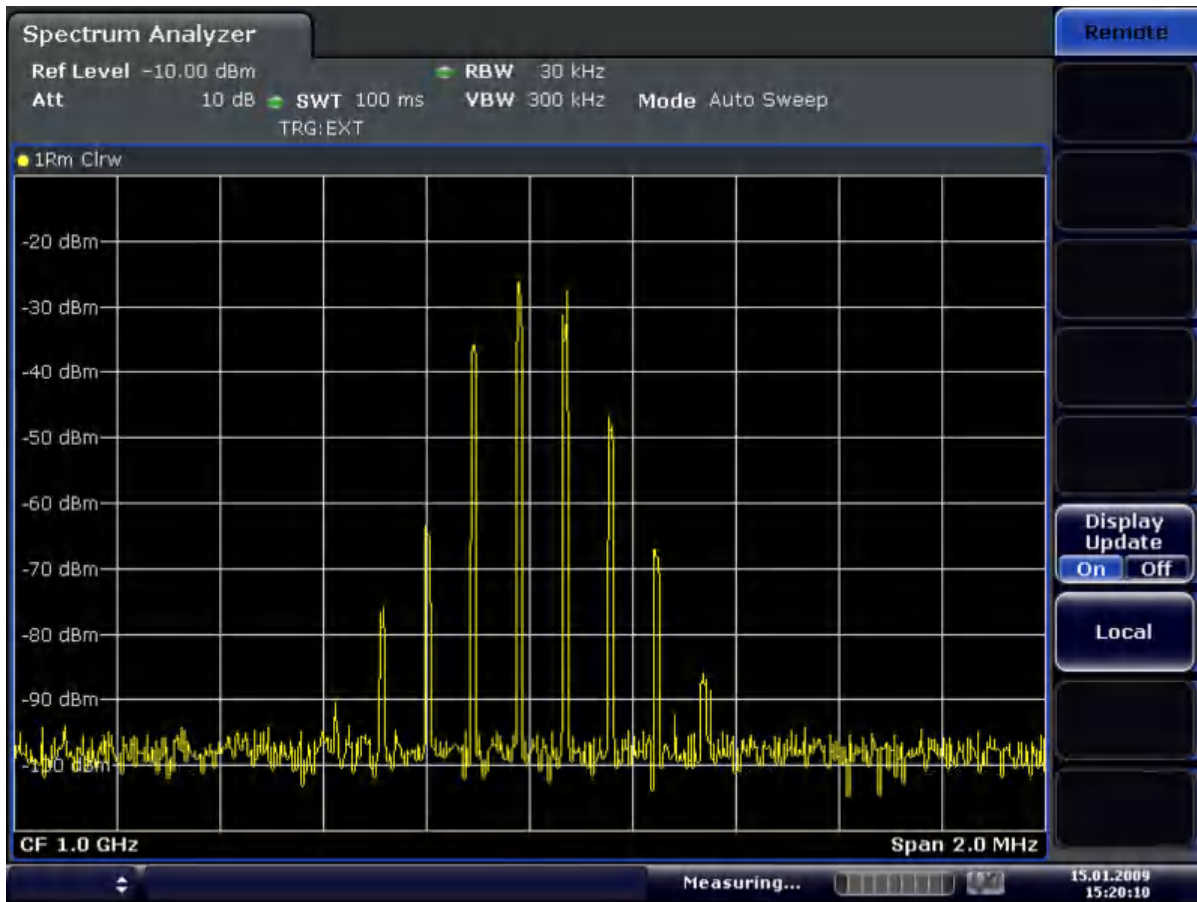 Spectrum Analyzer
Ref Level -10.00 dBm RBW 30 kHz
Att 10 dB SWT 100 ms VBW 300 kHz Mode Auto Sweep
TRG:EXT
1Rm Clrw
-20 dBm
-30 dBm
-40 dBm
-50 dBm
-60 dBm
-70 dBm
-80 dBm
-90 dBm
-100 dBm
CF 1.0 GHz Span 2.0 MHz
Measuring... 15.01.2009
15:20:10
Remote
Display
Update
On Off
Local